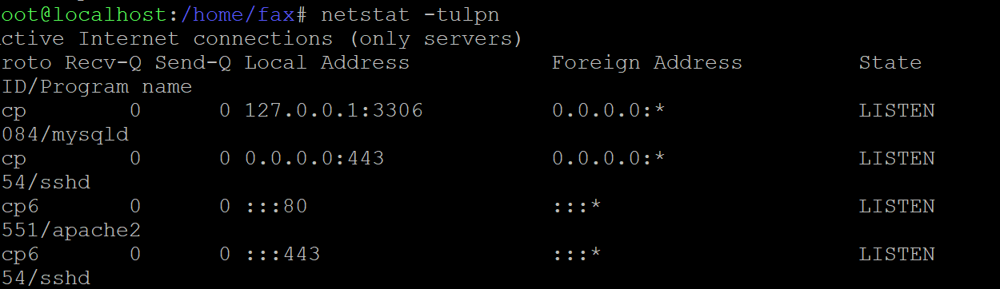 oot@localhost:/home/fax# netstat -tulpn
ctive Internet connections (only servers)
roto Recv-Q Send-Q Local Address           Foreign Address         State
ID/Program name
cp        0      0 127.0.0.1:3306          0.0.0.0:*               LISTEN
084/mysqld
cp        0      0 0.0.0.0:443             0.0.0.0:*               LISTEN
54/sshd
cp6       0      0 :::80                   :::*                    LISTEN
551/apache2
cp6       0      0 :::443                  :::*                    LISTEN
54/sshd